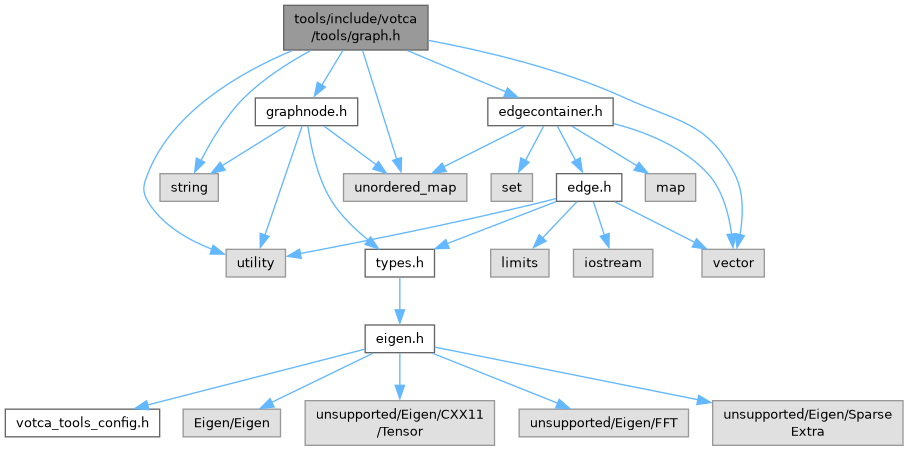 tools/include/votca
/tools/graph.h
graphnode.h
edgecontainer.h
string
unordered_map
set
edge.h
map
utility
types.h
limits
iostream
vector
eigen.h
votca_tools_config.h
Eigen/Eigen
unsupported/Eigen/CXX11
/Tensor
unsupported/Eigen/FFT
unsupported/Eigen/Sparse
Extra